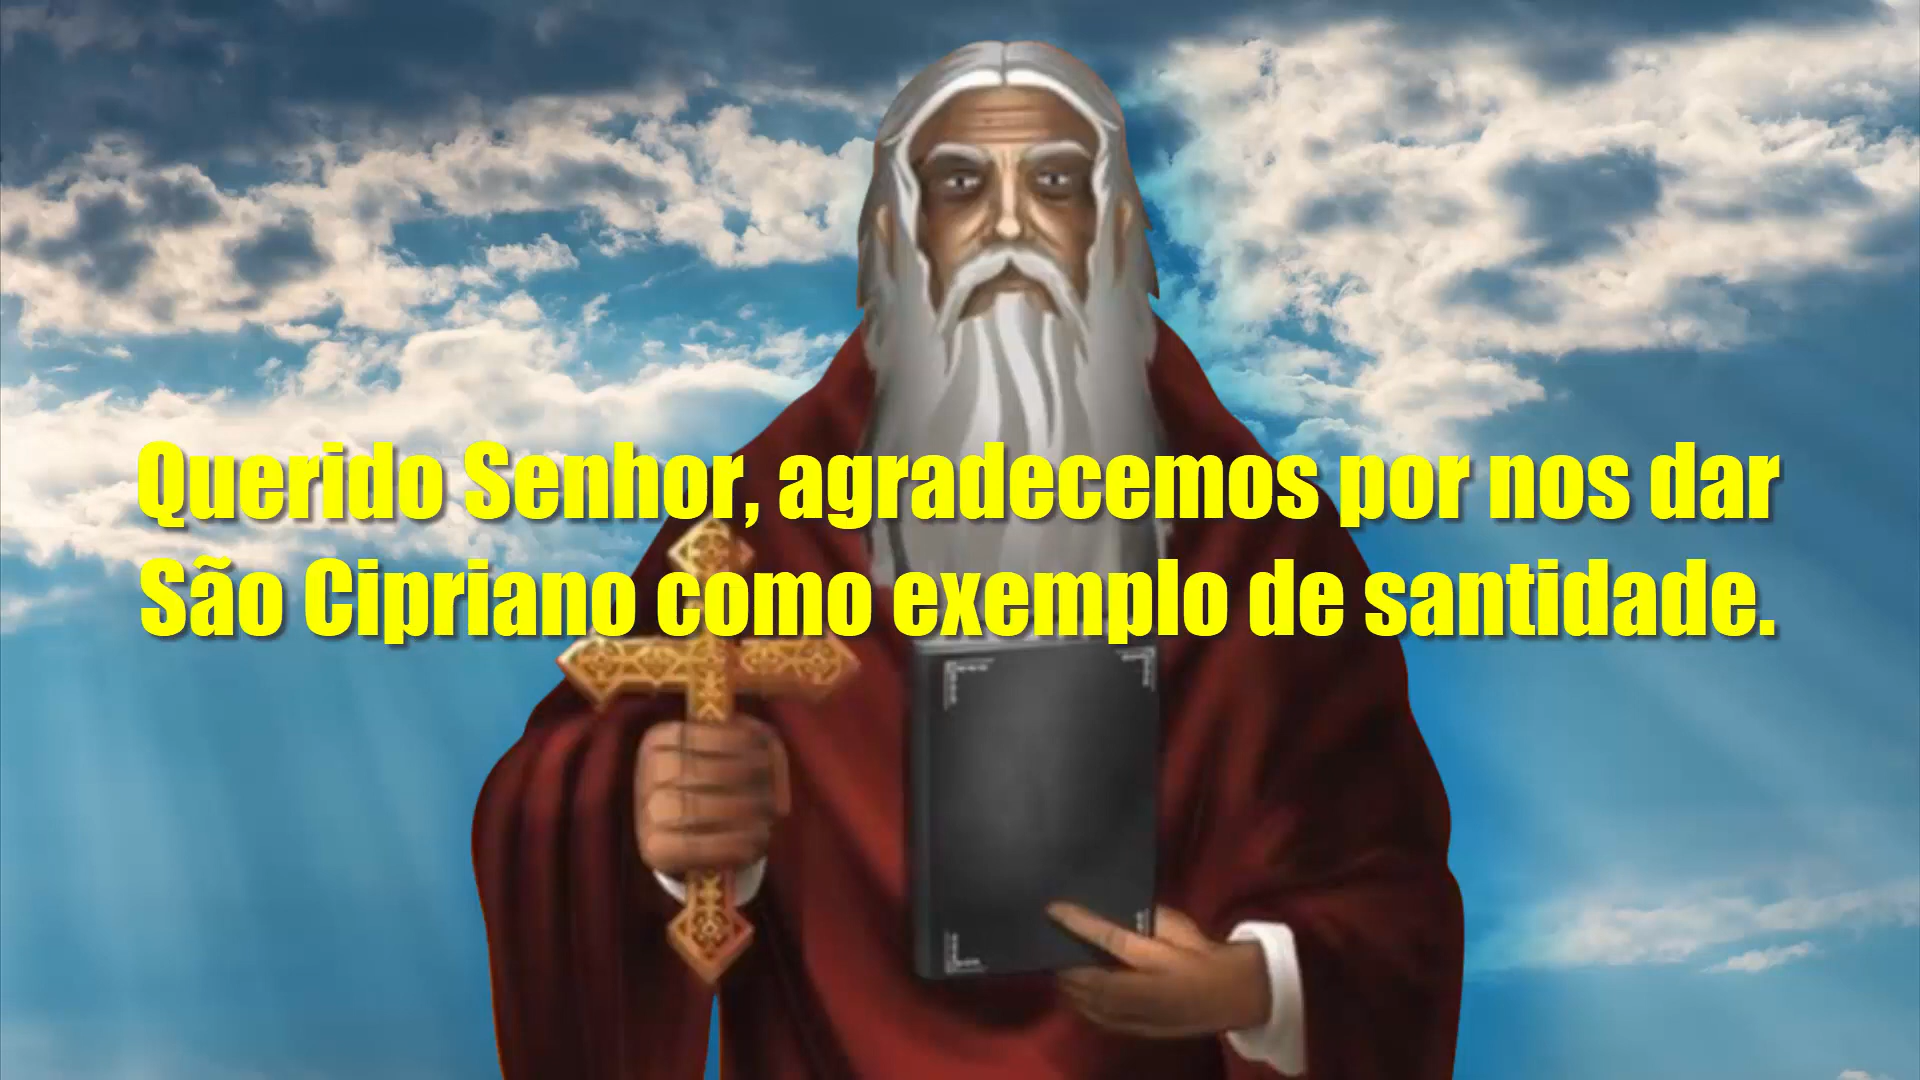 Querido Senhor, agradecemos por nos dar
São Cipriano como exemplo de santidade.